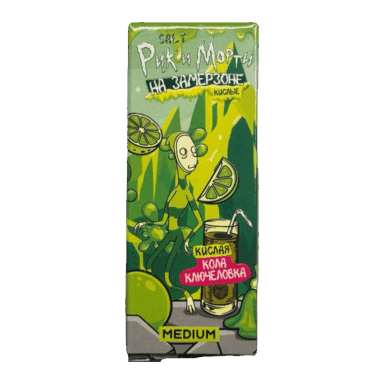 SALT
Рик и Морти
НА ЗАМЕРЗОНЕ
КИСЛЫЕ
КИСЛАЯ
КОЛА
КЛЮЧЕЛОВКА
MEDIUM